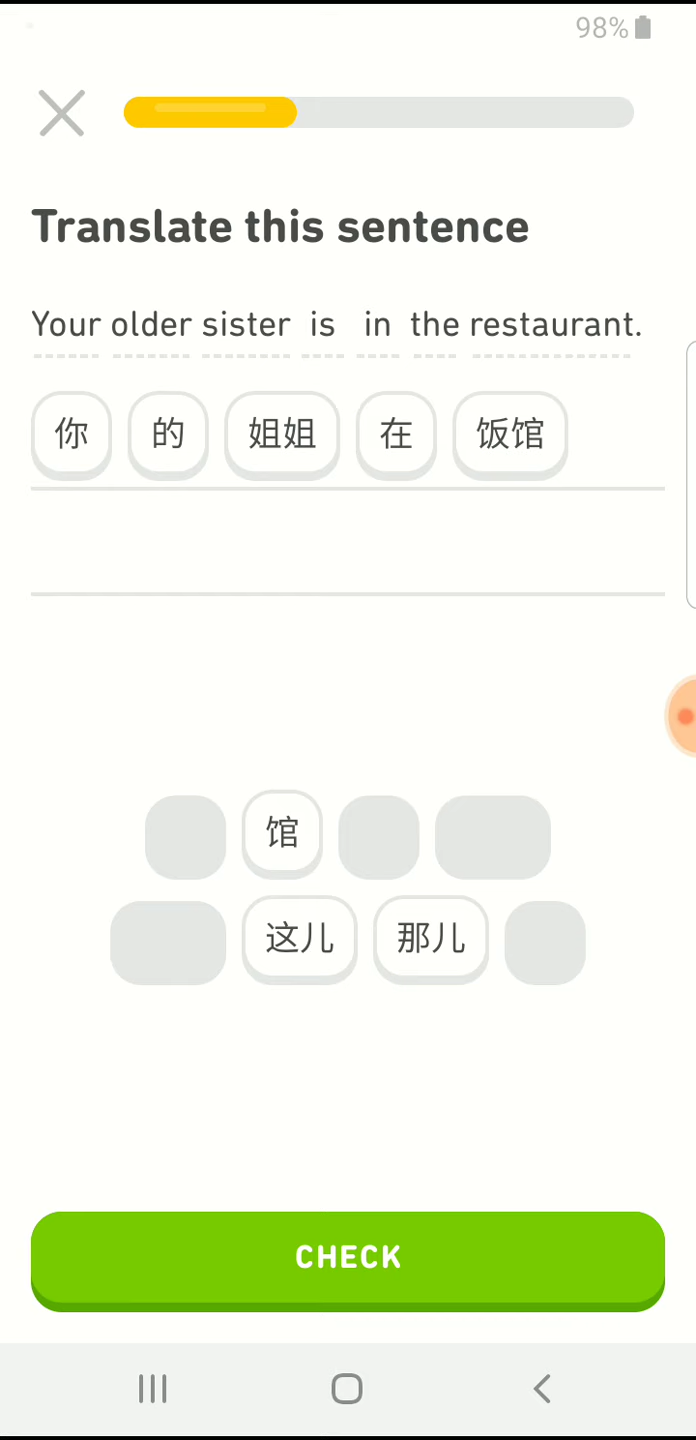 98%
Translate this sentence
Your older sister is in the restaurant.
你 的 姐姐 在 饭馆
馆
这儿 那儿
CHECK